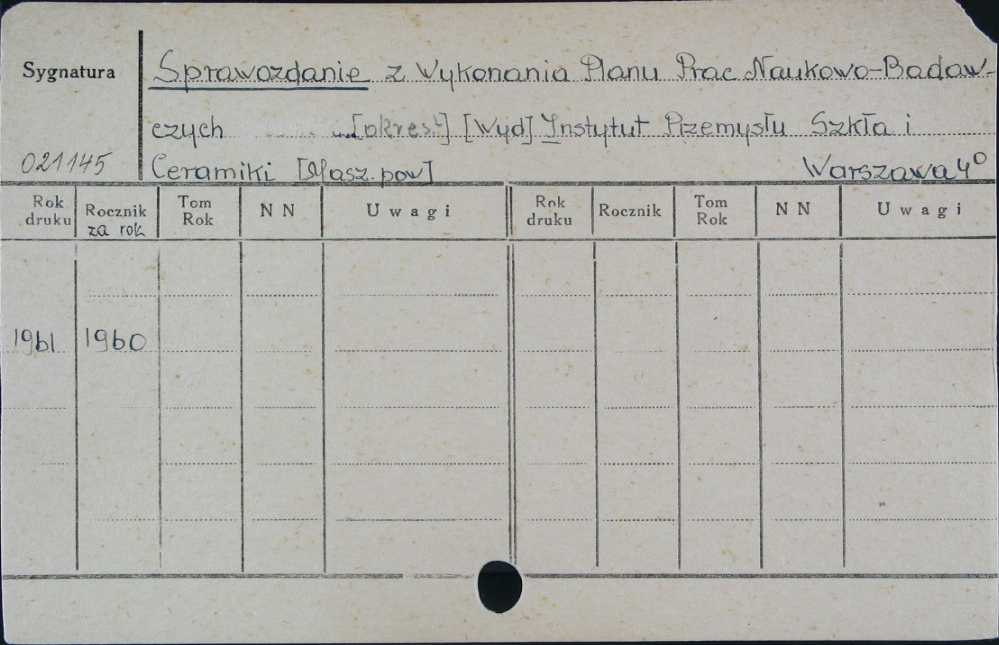 Sygnatura Sprawozdanie z Wykonania Planu Prac Naukowo-Badaw-
czych ...... [okres!] [Wyd] Instytut Przemysłu Szkła i
021145 Ceramiki [Masz. pow] Warszawa 4°
Rok druku Rocznik za rok Tom Rok N N Uwagi Rok druku Rocznik Tom Rok N N Uwagi
1961 1960